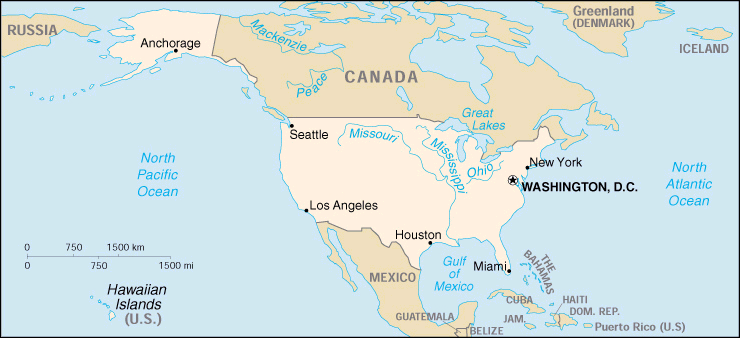 Greenland
(DENMARK)
RUSSIA
Anchorage
Mackenzie
ICELAND
CANADA
Peace
Great
Lakes
Seattle
Missouri
Mississippi
Ohio
New York
North
Pacific
Ocean
WASHINGTON, D.C.
North
Atlantic
Ocean
Los Angeles
Houston
0 750 1500 km
0 750 1500 mi
Gulf
of
Mexico
Miami
THE
BAHAMAS
MEXICO
Hawaiian
Islands
(U.S.)
CUBA
HAITI
DOM. REP.
JAM.
GUATEMALA
BELIZE
Puerto Rico (U.S)